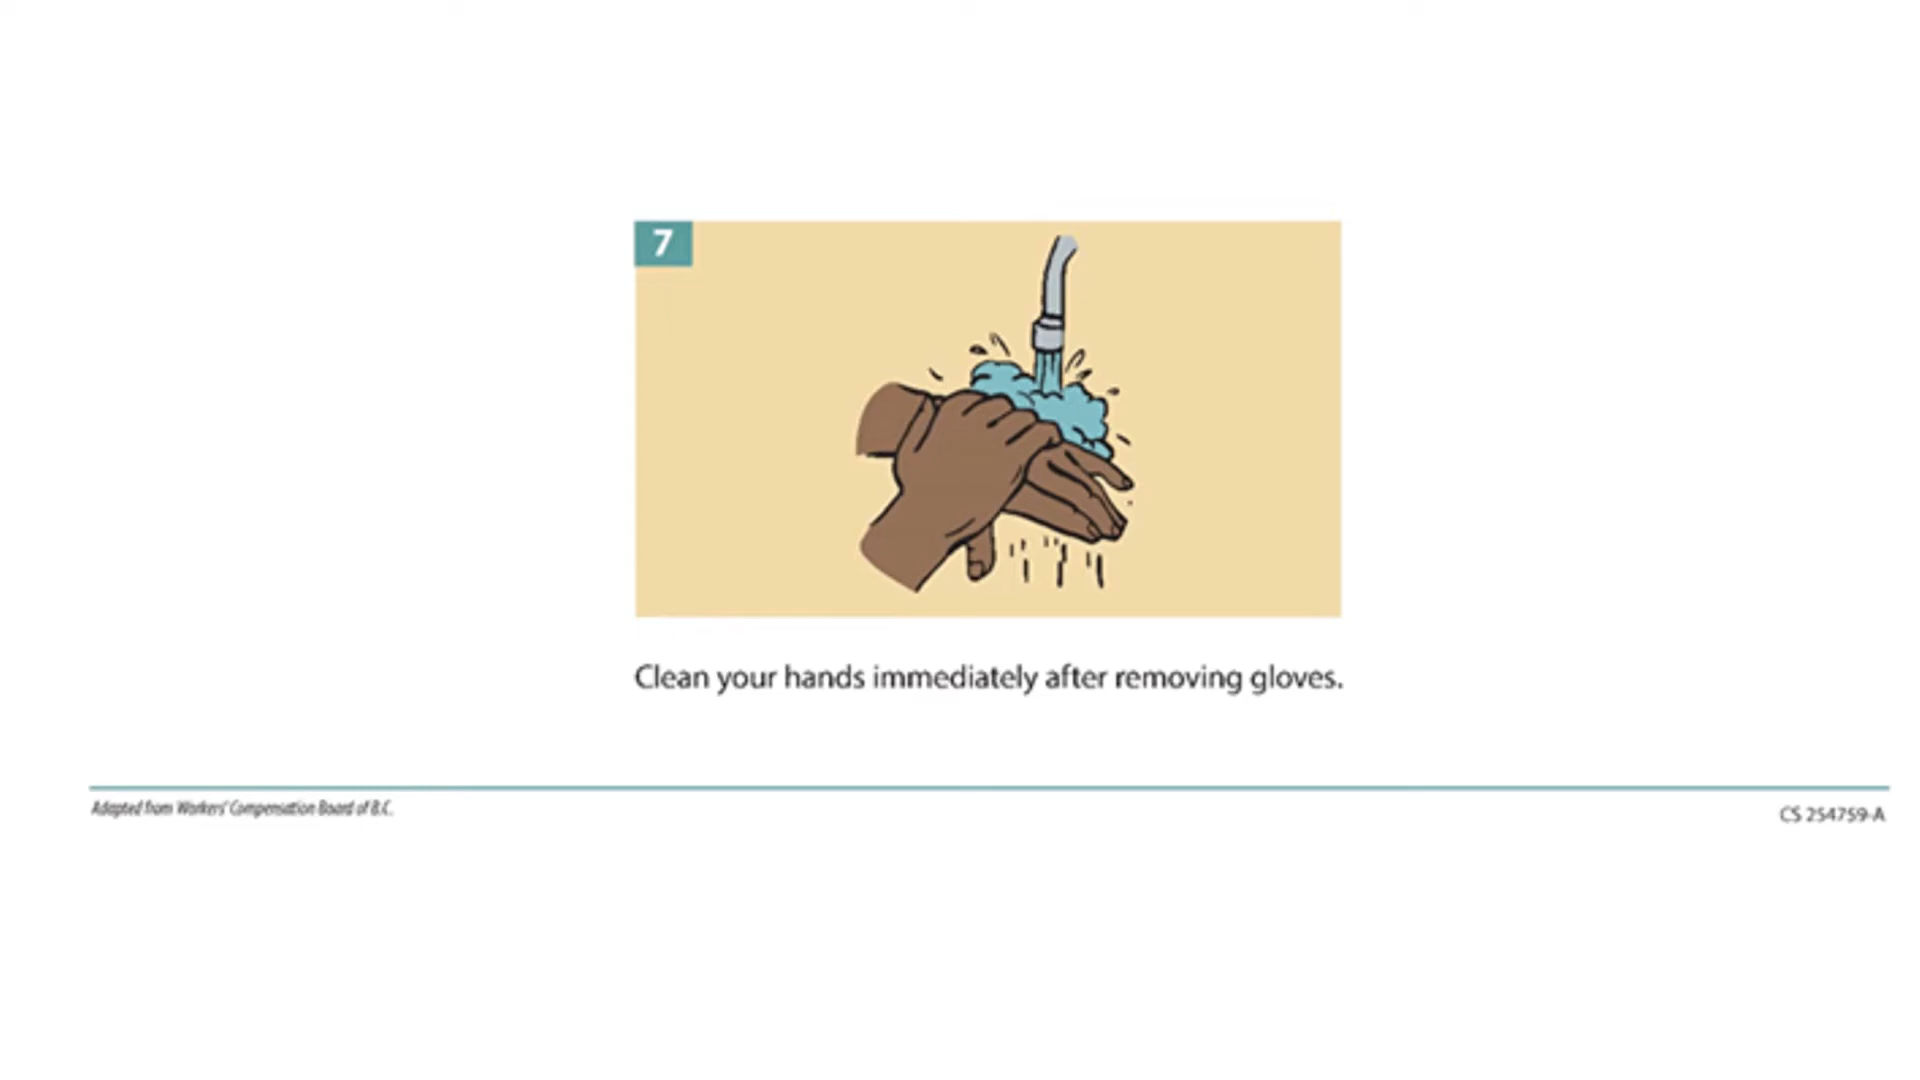 7
Clean your hands immediately after removing gloves.
Adapted from Workers' Compensation Board of B.C.
CS 254759-A